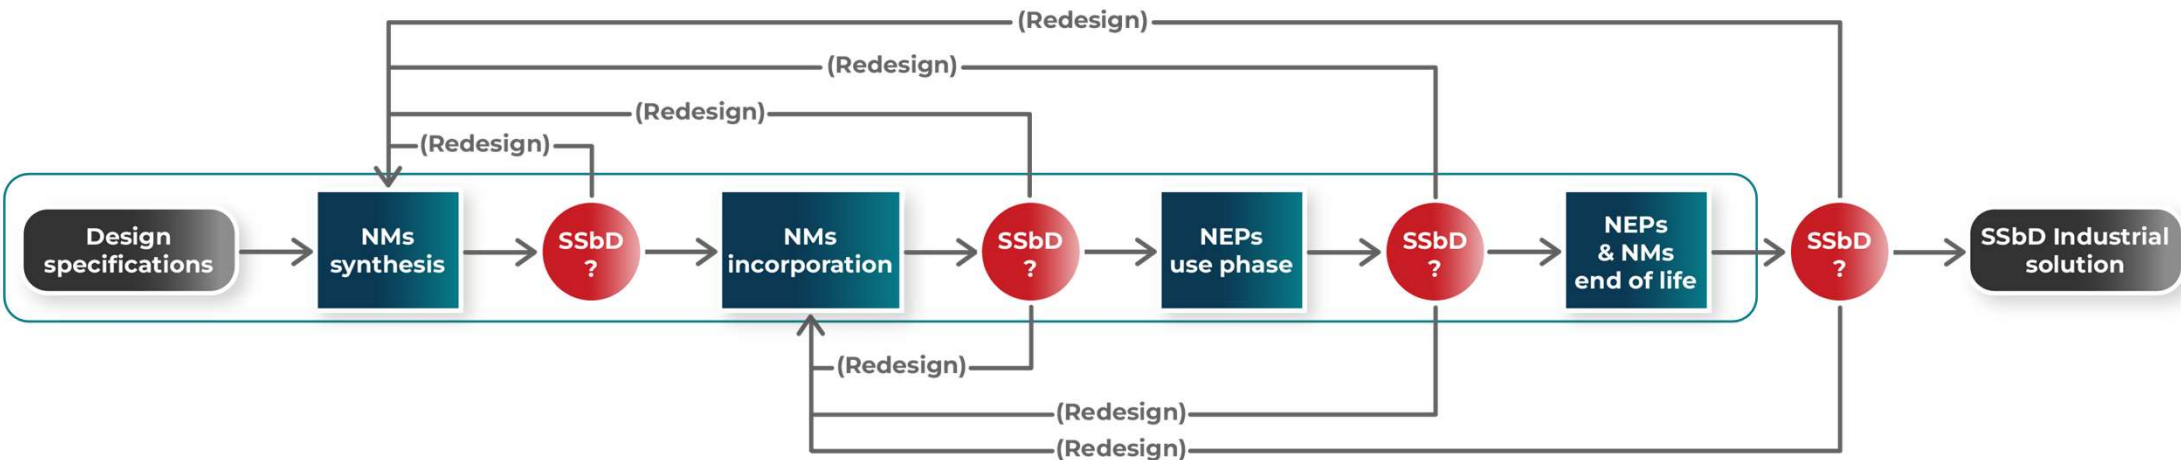 (Redesign)
(Redesign)
(Redesign)
(Redesign)
Design
specifications
NMs
synthesis
SSbD
?
NMs
incorporation
SSbD
?
NEPs
use phase
SSbD
?
NEPs
& NMs
end of life
SSbD
?
SSbD Industrial
solution
(Redesign)
(Redesign)
(Redesign)